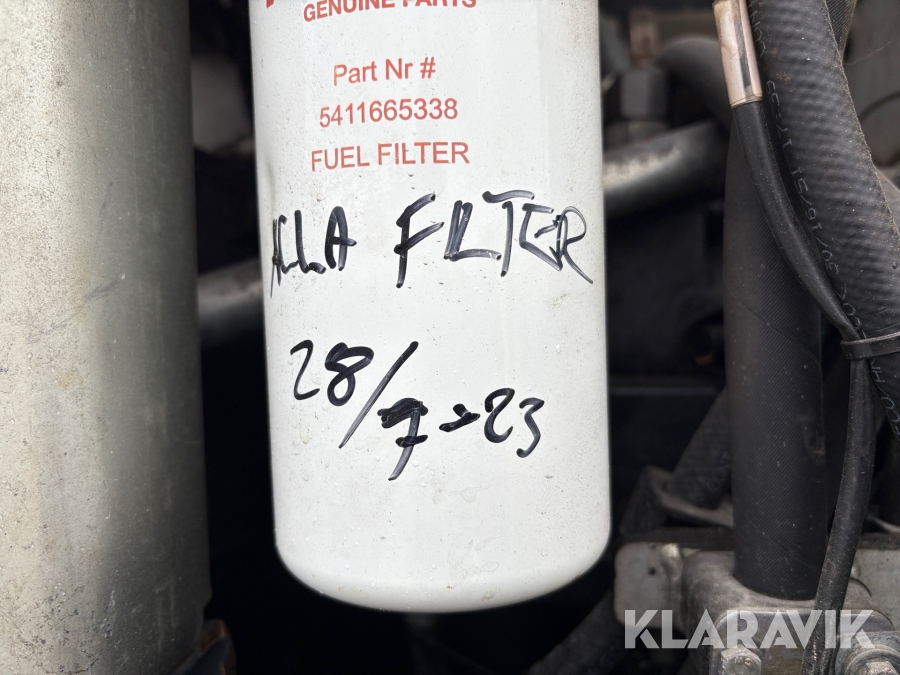 GENUINE PARTS
Part Nr #
5411665338
FUEL FILTER
ALLA FILTER
28/7-23
KLARAVIK